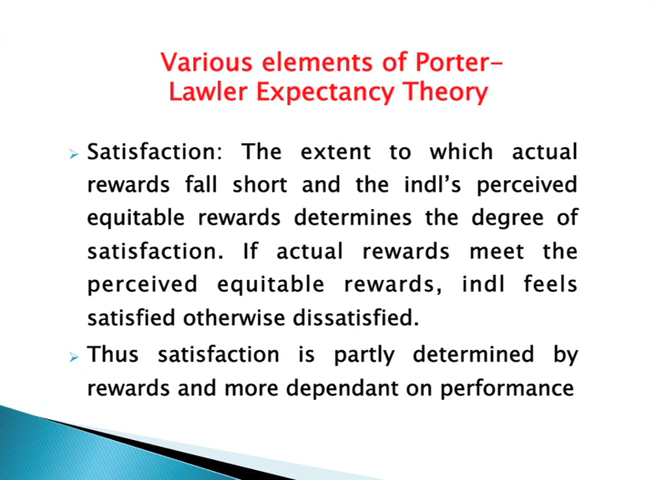 Various elements of Porter-
Lawler Expectancy Theory
Satisfaction: The extent to which actual
rewards fall short and the indl's perceived
equitable rewards determines the degree of
satisfaction. If actual rewards meet the
perceived equitable rewards, indl feels
satisfied otherwise dissatisfied.
Thus satisfaction is partly determined by
rewards and more dependant on performance